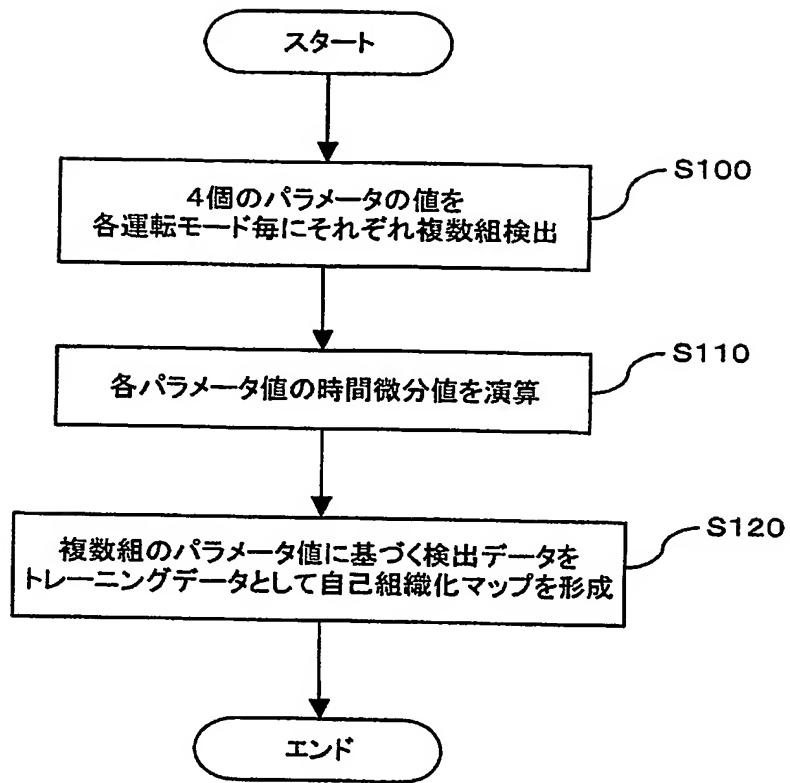 スタート
4個のパラメータの値を
各運転モード毎にそれぞれ複数組検出
S100
各パラメータ値の時間微分値を演算
S110
複数組のパラメータ値に基づく検出データを
トレーニングデータとして自己組織化マップを形成
S120
エンド